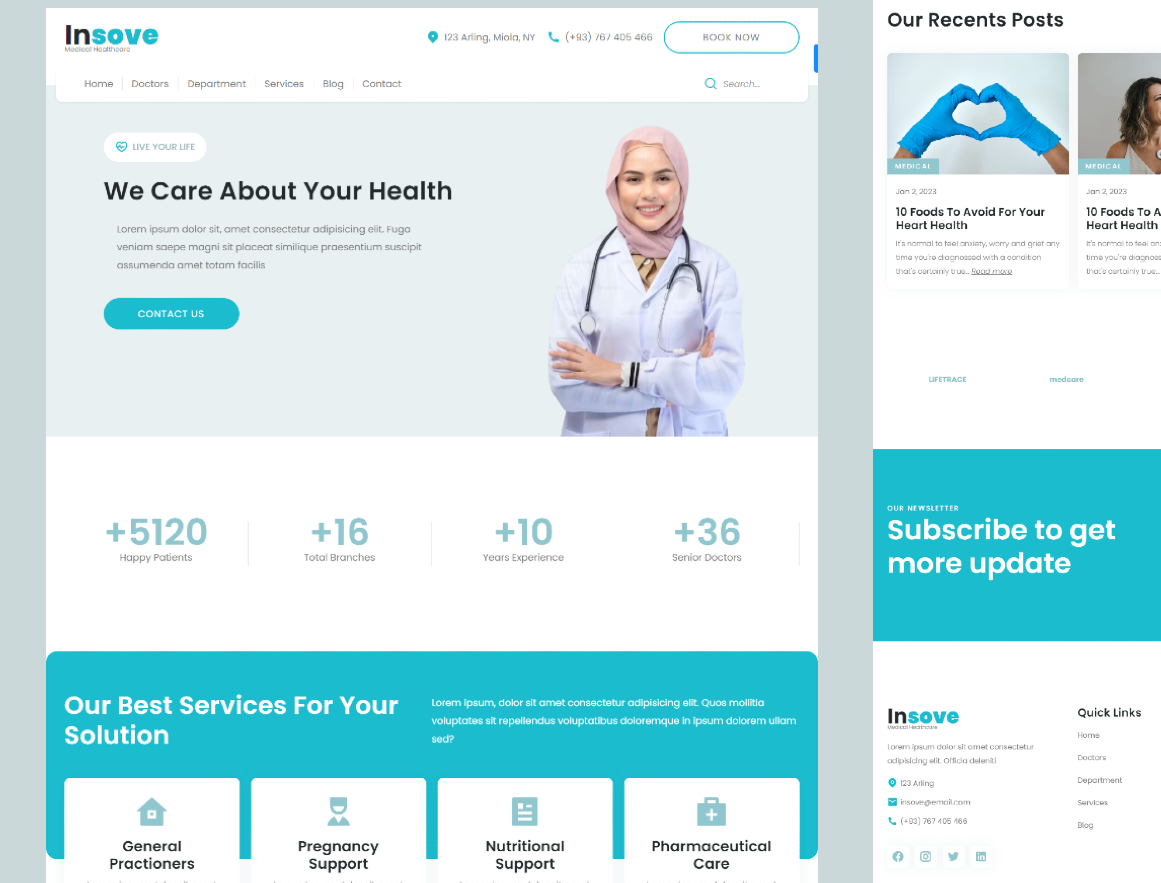 Insove
Medical Healthcare
123 Arling, Miola, NY
(+93) 767 405 466
BOOK NOW
Home
Doctors
Department
Services
Blog
Contact
Search...
LIVE YOUR LIFE
We Care About Your Health
Lorem ipsum dolor sit, amet consectetur adipisicing elit. Fuga
veniam saepe magni sit placeat similique praesentium suscipit
assumenda amet totam facilis
CONTACT US
+5120
Happy Patients
+16
Total Branches
+10
Years Experience
+36
Senior Doctors
Our Best Services For Your
Solution
Lorem ipsum, dolor sit amet consectetur adipisicing elit. Quos mollitia
voluptates sit repellendus voluptatibus doloremque in ipsum dolorem ullam
sed?
General
Practioners
Pregnancy
Support
Nutritional
Support
Pharmaceutical
Care
Our Recents Posts
MEDICAL
Jan 2, 2023
10 Foods To Avoid For Your
Heart Health
It's normal to feel anxiety, worry and grief any
time you're diagnosed with a condition
that's certainly true... Read more
MEDICAL
Jan 2, 2023
10 Foods To A
Heart Health
It's normal to feel an
time you're diagnose
that's certainly true...
LIFETRACE
medcare
OUR NEWSLETTER
Subscribe to get
more update
Insove
Medical Healthcare
Lorem ipsum dolor sit amet consectetur
adipisicing elit. Officia deleniti
123 Arling
insove@email.com
(+93) 767 405 466
Quick Links
Home
Doctors
Department
Services
Blog